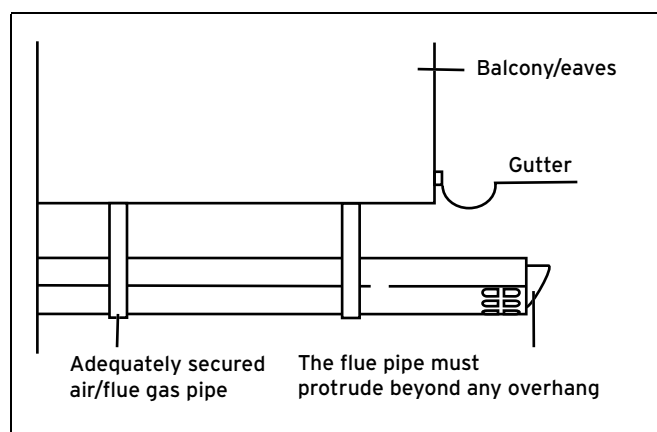 Balcony/eaves
Gutter
Adequately secured
air/flue gas pipe
The flue pipe must
protrude beyond any overhang